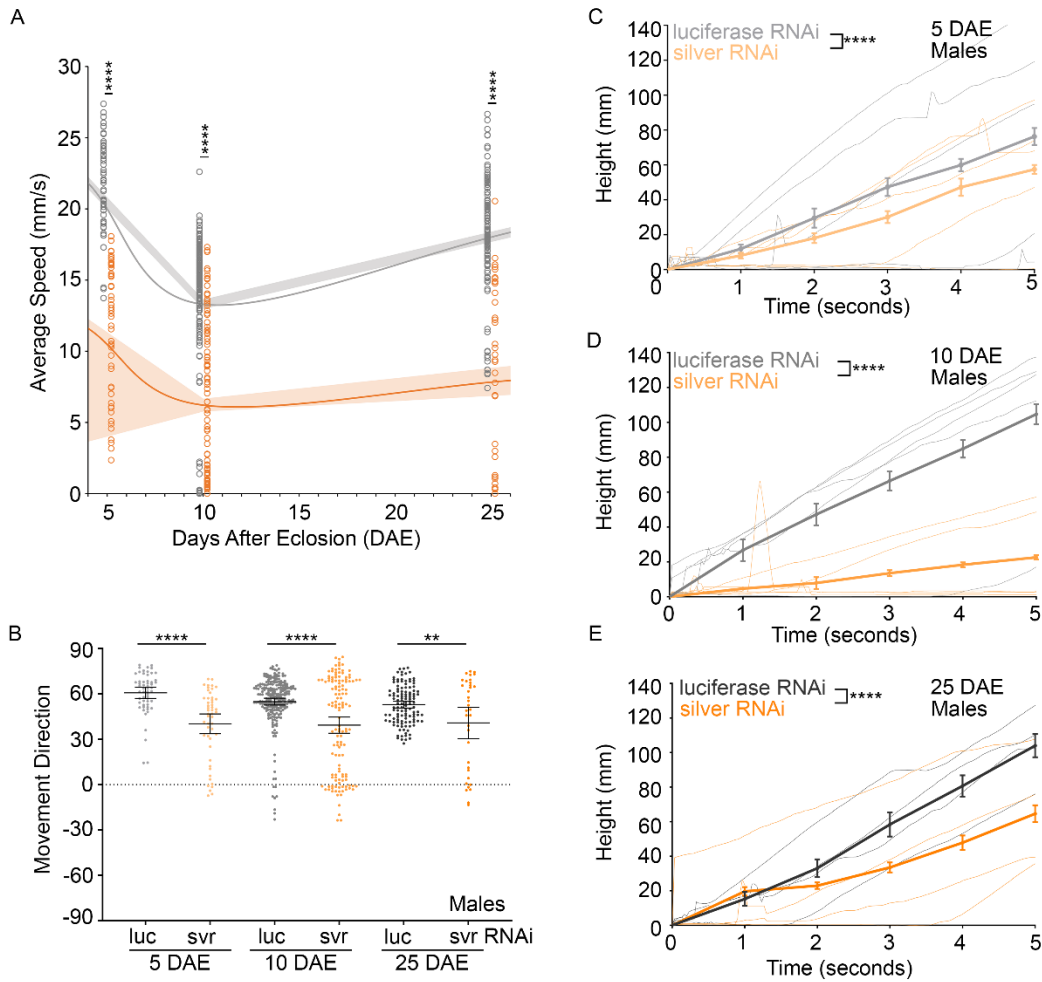 A
30
25
20
15
10
5
0
Average Speed (mm/s)
****
****
****
5
10
15
20
25
Days After Eclosion (DAE)
B
90
60
30
0
-30
-60
-90
Movement Direction
****
****
**
Males
luc svr luc svr luc svr RNAi
5 DAE 10 DAE 25 DAE
C
luciferase RNAi
silver RNAi
****
5 DAE
Males
140
120
100
80
60
40
20
0
Height (mm)
1 2 3 4 5
Time (seconds)
D
luciferase RNAi
silver RNAi
****
10 DAE
Males
140
120
100
80
60
40
20
0
Height (mm)
0 1 2 3 4 5
Time (seconds)
E
luciferase RNAi
silver RNAi
****
25 DAE
Males
140
120
100
80
60
40
20
0
Height (mm)
0 1 2 3 4 5
Time (seconds)